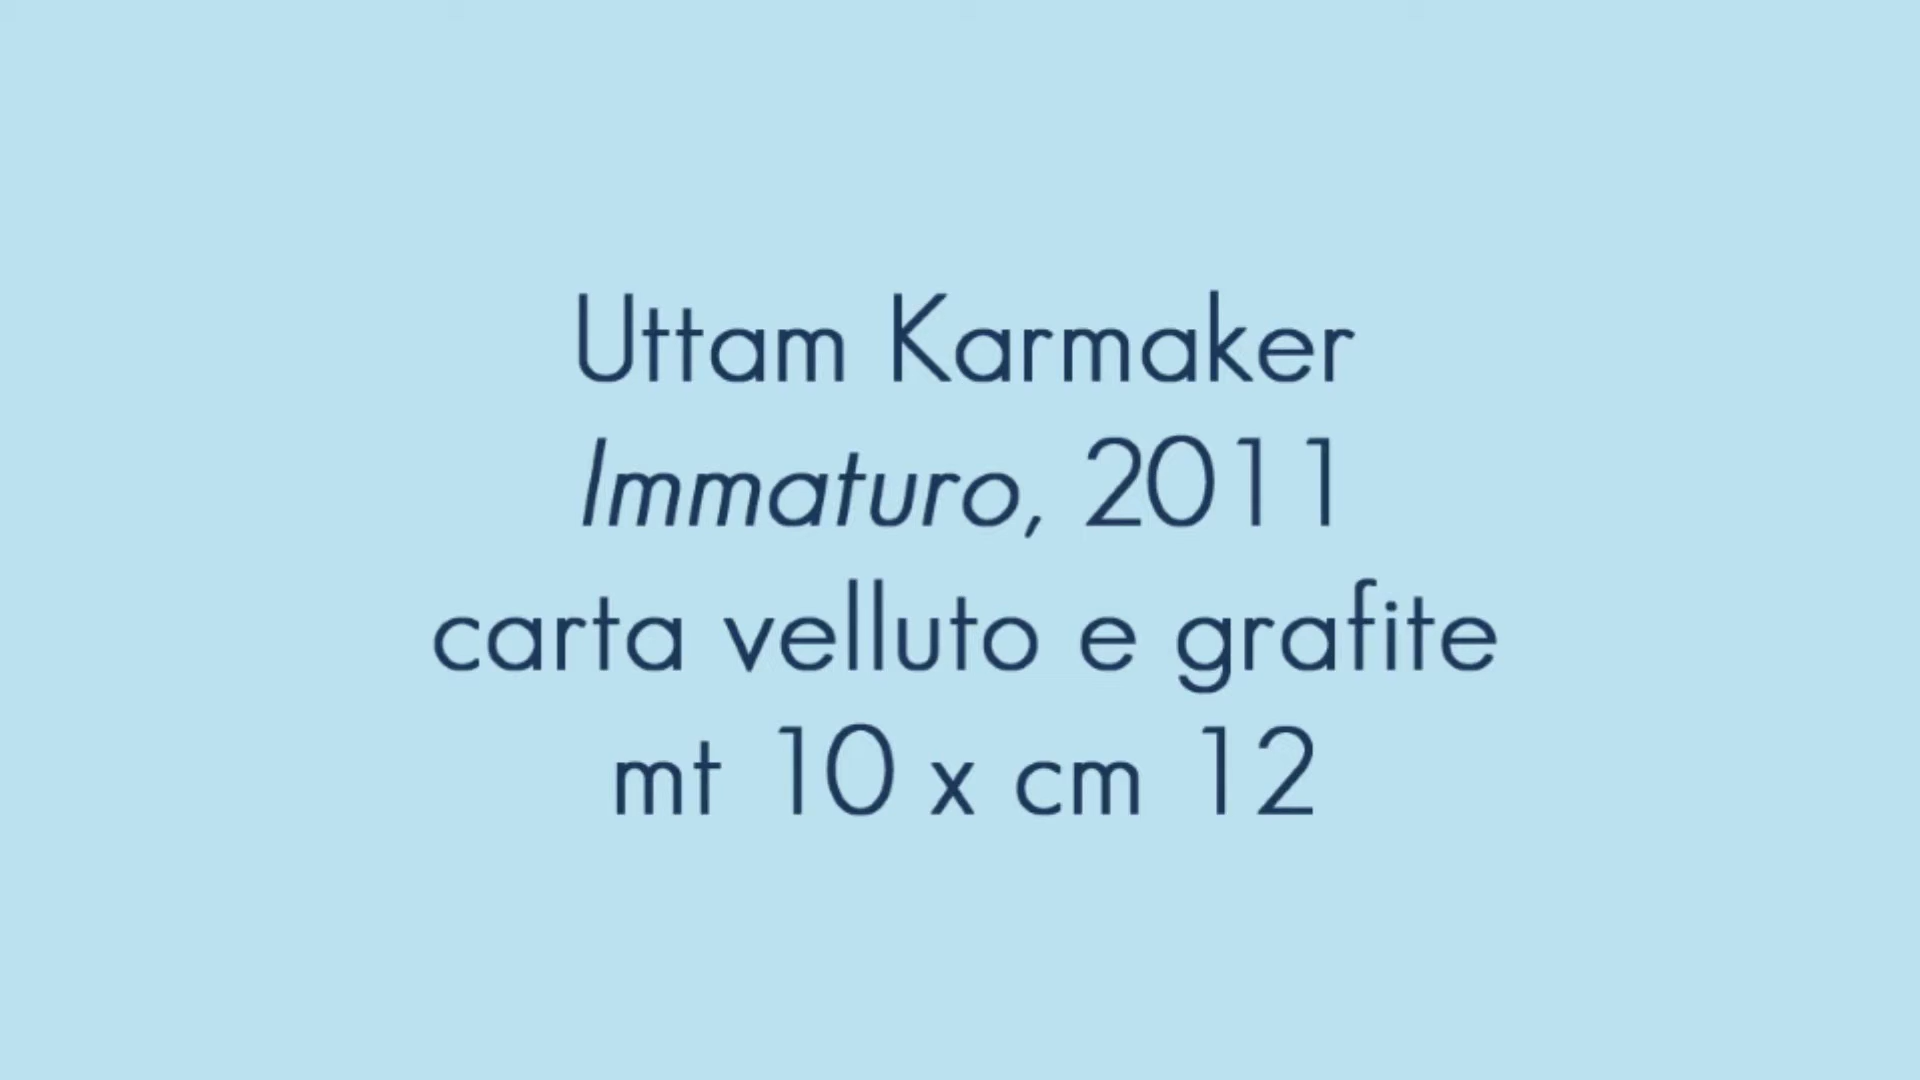 Uttam Karmaker
Immaturo, 2011
carta velluto e grafite
mt 10 x cm 12